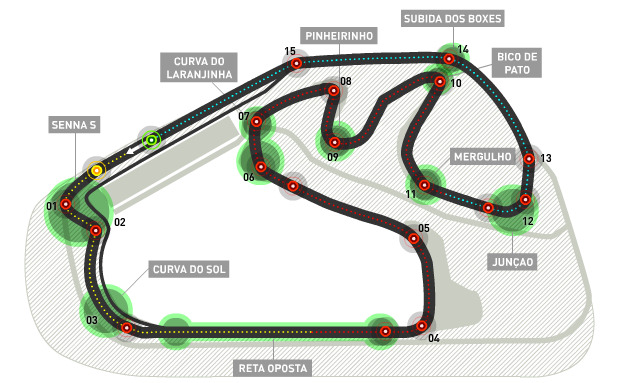 SUBIDA DOS BOXES
PINHEIRINHO
15
14
CURVA DO
LARANJINHA
BICO DE
PATO
08
10
07
SENNA S
09
MERGULHO
13
06
11
01
02
12
05
JUNÇAO
CURVA DO SOL
03
04
RETA OPOSTA